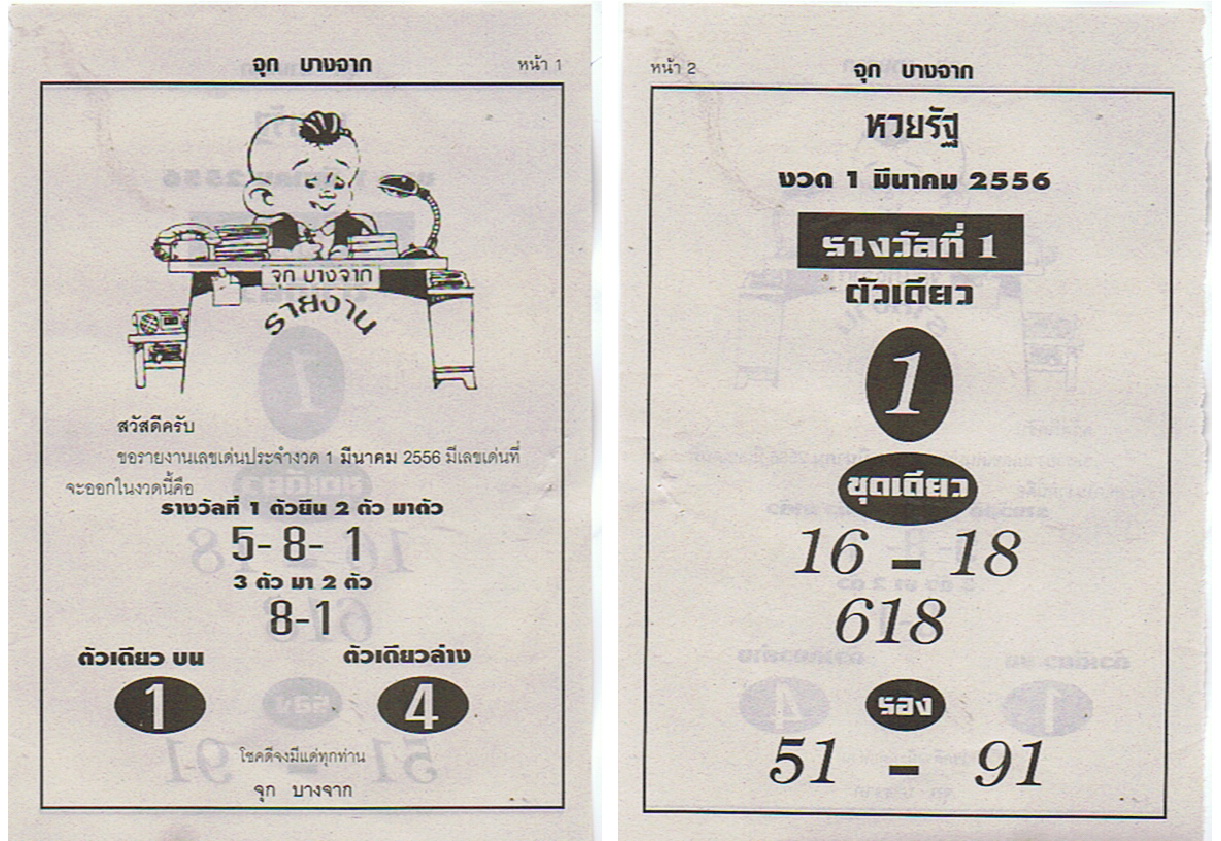 จุก บางจาก
หน้า 1
จุก บางจาก
รายงาน
สวัสดีครับ
ขอรายงานเลขเด่นประจำงวด 1 มีนาคม 2556 มีเลขเด่นที่
จะออกในงวดนี้คือ
รางวัลที่ 1 ตัวยืน 2 ตัว มาตัว
5- 8- 1
3 ตัว มา 2 ตัว
8-1
ตัวเดียว บน
ตัวเดียวล่าง
1
4
โชคดีจงมีแด่ทุกท่าน
จุก บางจาก
หน้า 2
จุก บางจาก
หวยรัฐ
งวด 1 มีนาคม 2556
รางวัลที่ 1
ตัวเดียว
1
ชุดเดียว
16 - 18
618
รอง
51 - 91